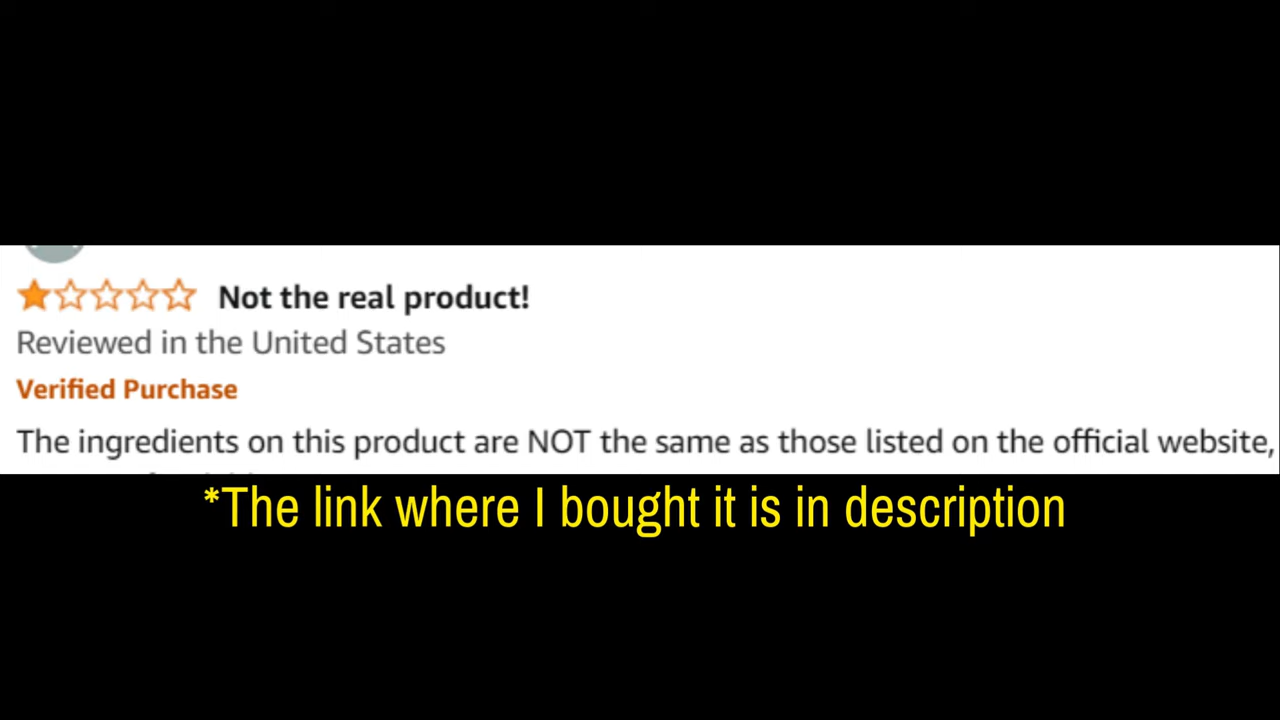 Not the real product!
Reviewed in the United States
Verified Purchase
The ingredients on this product are NOT the same as those listed on the official website,
*The link where I bought it is in description